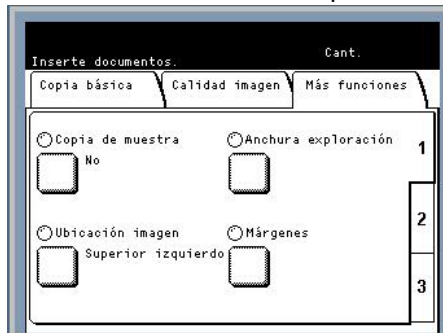 Cant.
Inserte documentos.
Copia básica Calidad imagen Más funciones
Copia de muestra Anchura exploración 1
No
2
Ubicación imagen Márgenes
Superior izquierdo
3